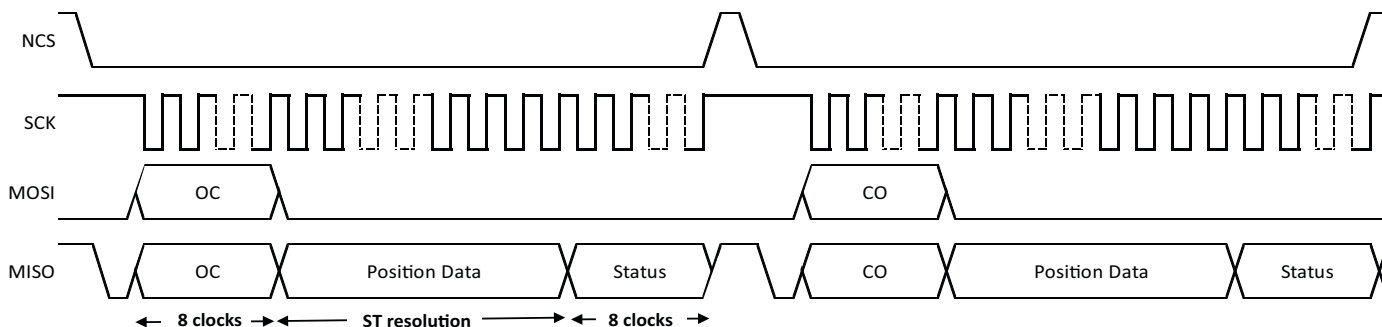 NCS
SCK
MOSI OC CO
MISO OC Position Data Status CO Position Data Status
8 clocks ST resolution 8 clocks